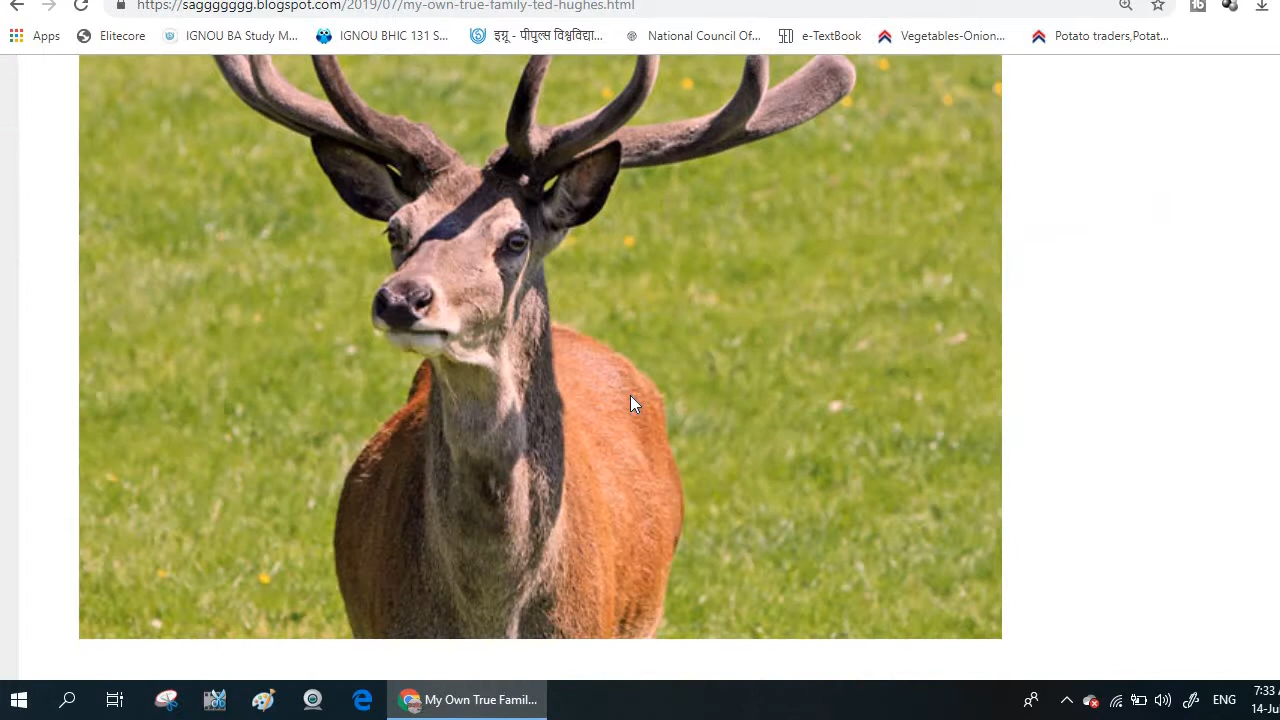 https://saggggggg.blogspot.com/2019/07/my-own-true-family-ted-hughes.html
Apps Elitecore IGNOU BA Study M... IGNOU BHIC 131 S... इग्नू - पीपुल्स विश्वविद्या... National Council Of... e-TextBook Vegetables-Onion... Potato traders,Potat...
My Own True Famil... ENG 7:33
14-Ju